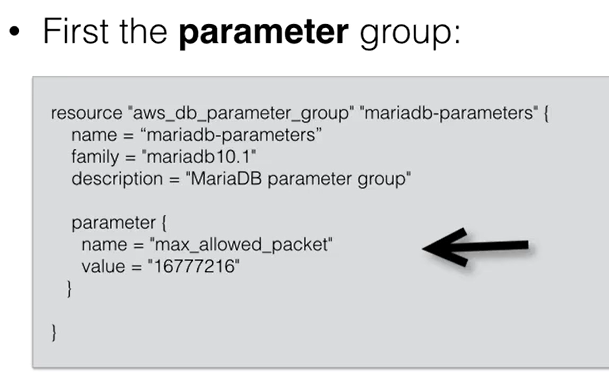 • First the parameter group:
resource "aws_db_parameter_group" "mariadb-parameters" {
name = “mariadb-parameters”
family = "mariadb10.1"
description = "MariaDB parameter group"
parameter {
name = "max_allowed_packet"
value = "16777216"
}
}